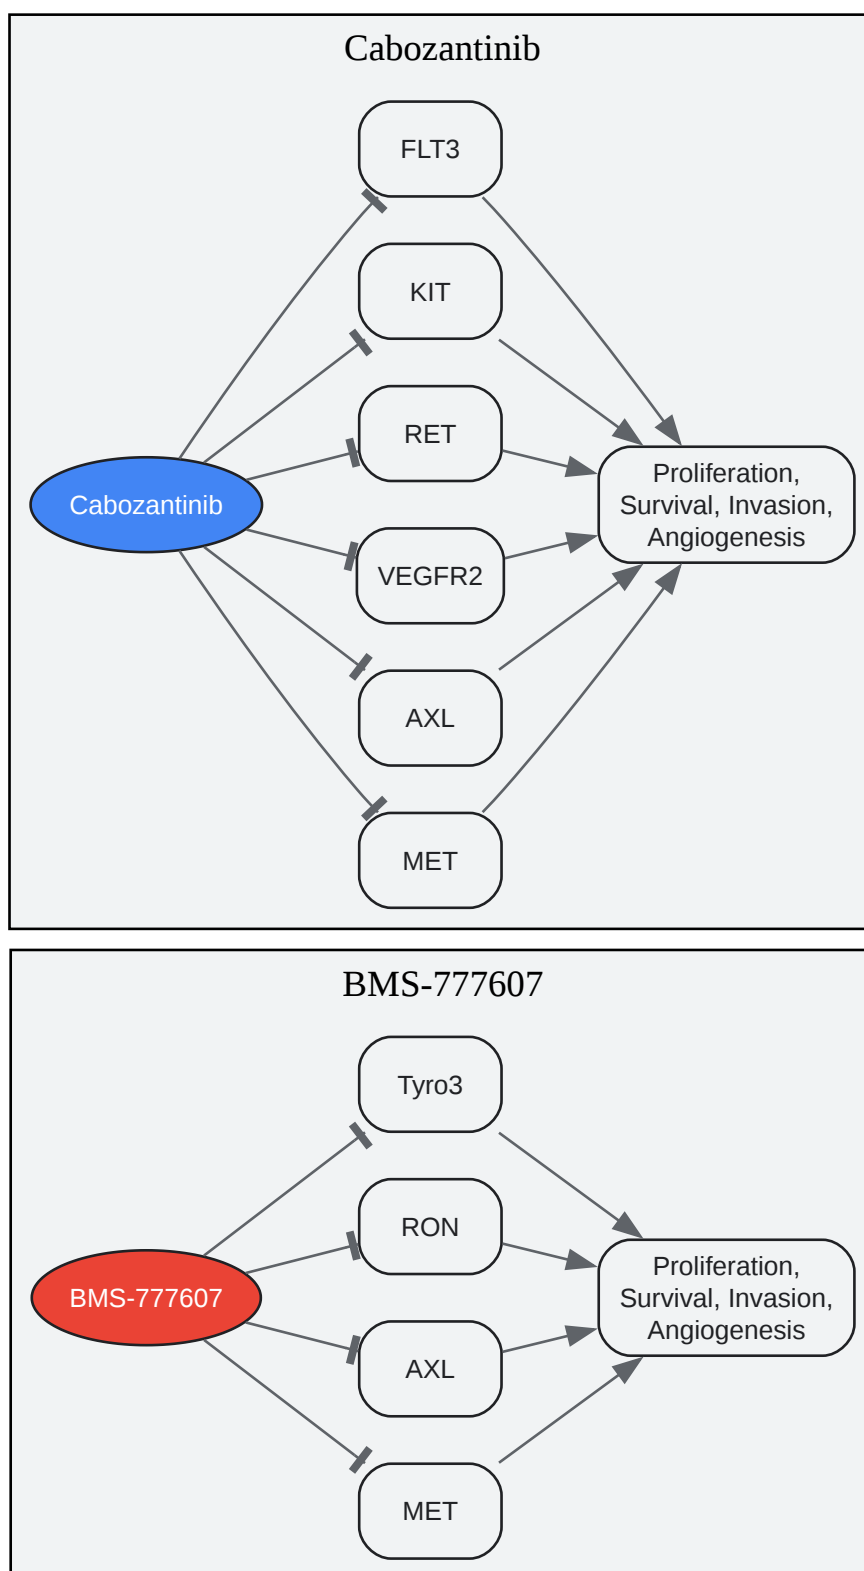 Cabozantinib
FLT3
KIT
RET
Cabozantinib
VEGFR2
AXL
MET
Proliferation,
Survival, Invasion,
Angiogenesis
BMS-777607
Tyro3
RON
BMS-777607
AXL
MET
Proliferation,
Survival, Invasion,
Angiogenesis